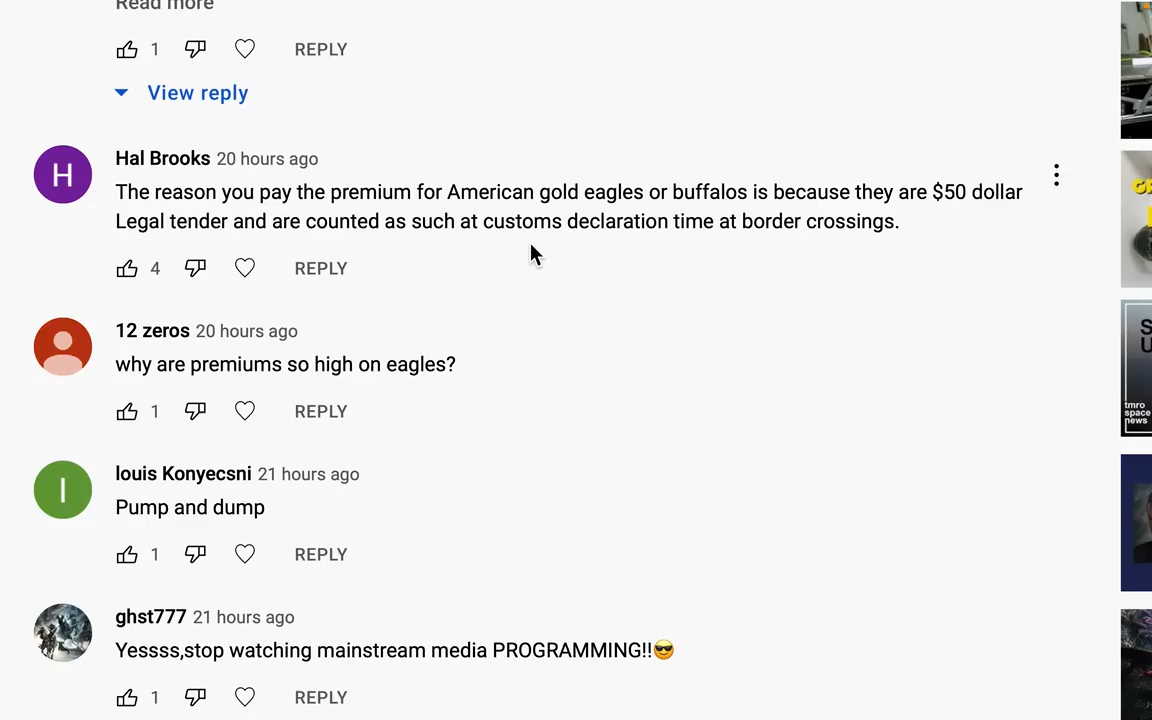 Read more
1
REPLY
View reply
H
Hal Brooks 20 hours ago
The reason you pay the premium for American gold eagles or buffalos is because they are $50 dollar
Legal tender and are counted as such at customs declaration time at border crossings.
4
REPLY
12 zeros 20 hours ago
why are premiums so high on eagles?
1
REPLY
l
louis Konyecsni 21 hours ago
Pump and dump
1
REPLY
ghst777 21 hours ago
Yessss,stop watching mainstream media PROGRAMMING!!😎
1
REPLY
tmro
space
news